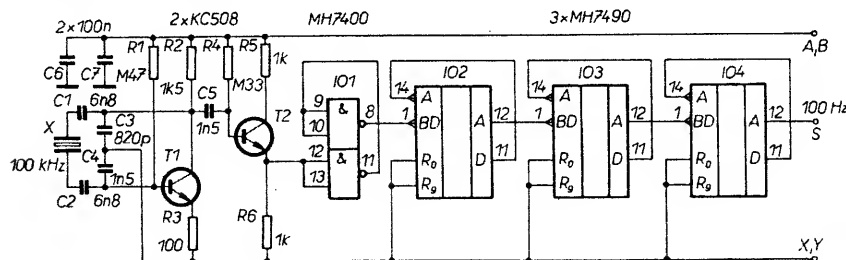 2×KC508 MH7400 3×MH7490
2×100n R1 R2 R4 R5
A,B
1k
C6 C7 M47 1k5 C5 M33 IO1 IO2 IO3 IO4
C1 6n8 1n5 T2
14 14 14
9 & 8 A A A
10 1 BD A 12 1 BD A 12 1 BD A 12 100 Hz
S
X C3
820p
100 kHz C4 T1
12 & 11 R0 D 11 R0 D 11 R0 D 11
13 R9 R9 R9
1n5
C2 6n8 R3 R6
100 1k
X,Y